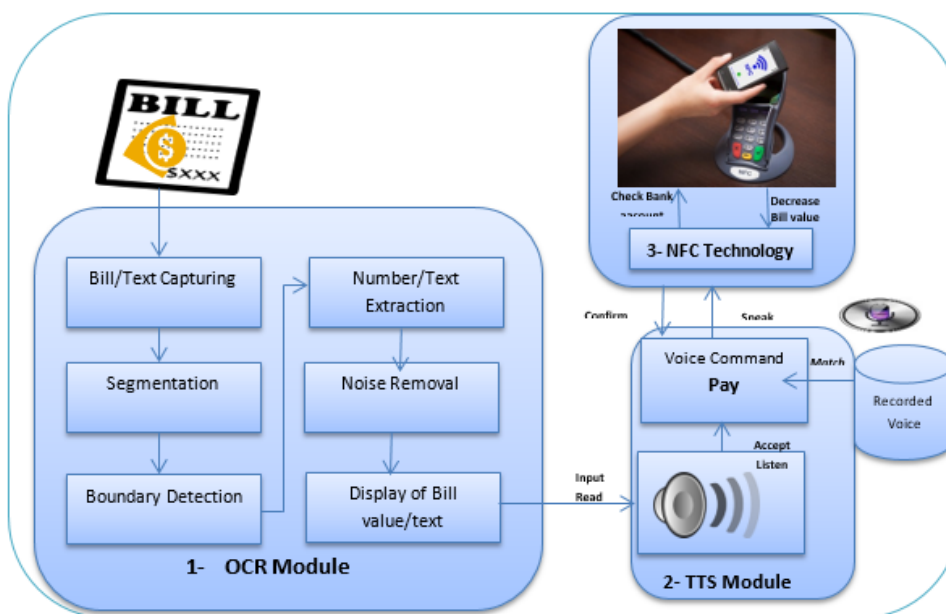 BILL
$
SXXX
Bill/Text Capturing
Segmentation
Boundary Detection
Number/Text
Extraction
Noise Removal
Display of Bill
value/text
1- OCR Module
Input
Read
NFC
Check Bank
account
Decrease
Bill value
3- NFC Technology
Confirm
Speak
Voice Command
Pay
Match
Recorded
Voice
Accept
Listen
2- TTS Module